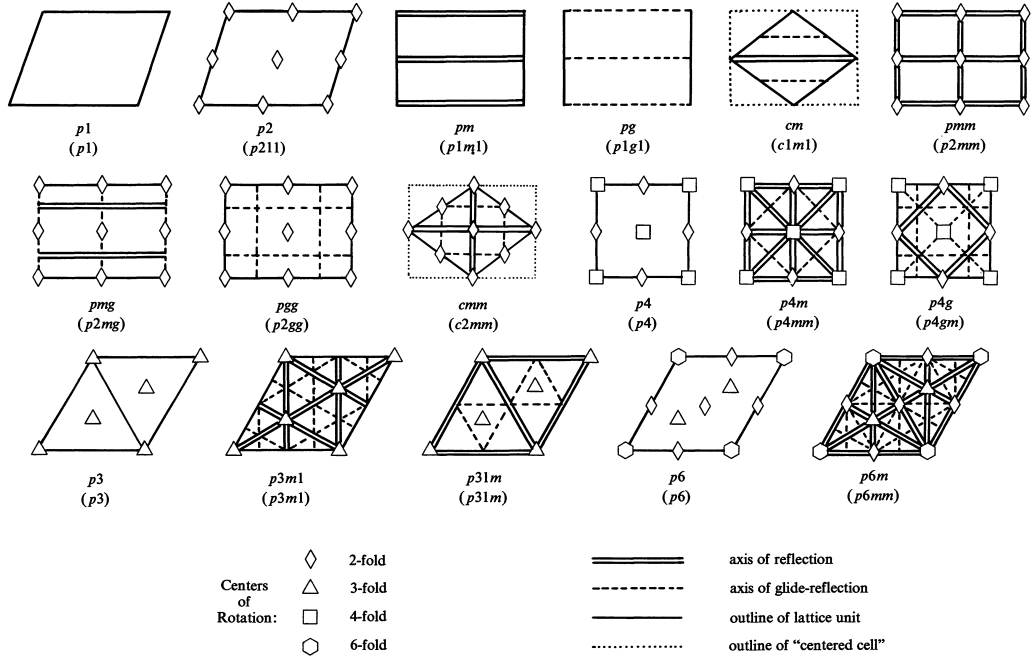 p1 p2 pm pg cm pmm
(p1) (p211) (p1m1) (p1g1) (c1m1) (p2mm)
pmg pgg cmm p4 p4m p4g
(p2mg) (p2gg) (c2mm) (p4) (p4mm) (p4gm)
p3 p3m1 p31m p6 p6m
(p3) (p3m1) (p31m) (p6) (p6mm)
Centers
of
Rotation:
2-fold
3-fold
4-fold
6-fold
axis of reflection
axis of glide-reflection
outline of lattice unit
outline of “centered cell”